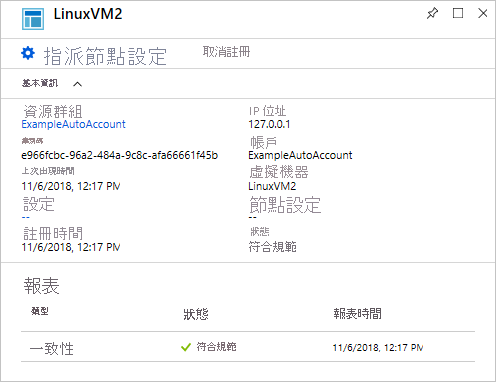 LinuxVM2
指派節點設定 取消註冊
基本資訊
資源群組 IP 位址
ExampleAutoAccount 127.0.0.1
帳戶
e966fcbc-96a2-484a-9c8c-afa66661f45b ExampleAutoAccount
上次出現時間 虛擬機器
11/6/2018, 12:17 PM LinuxVM2
設定 節點設定
-- --
註冊時間 狀態
11/6/2018, 12:17 PM 符合規範
報表
類型 狀態 報表時間
一致性 符合規範 11/6/2018, 12:17 PM